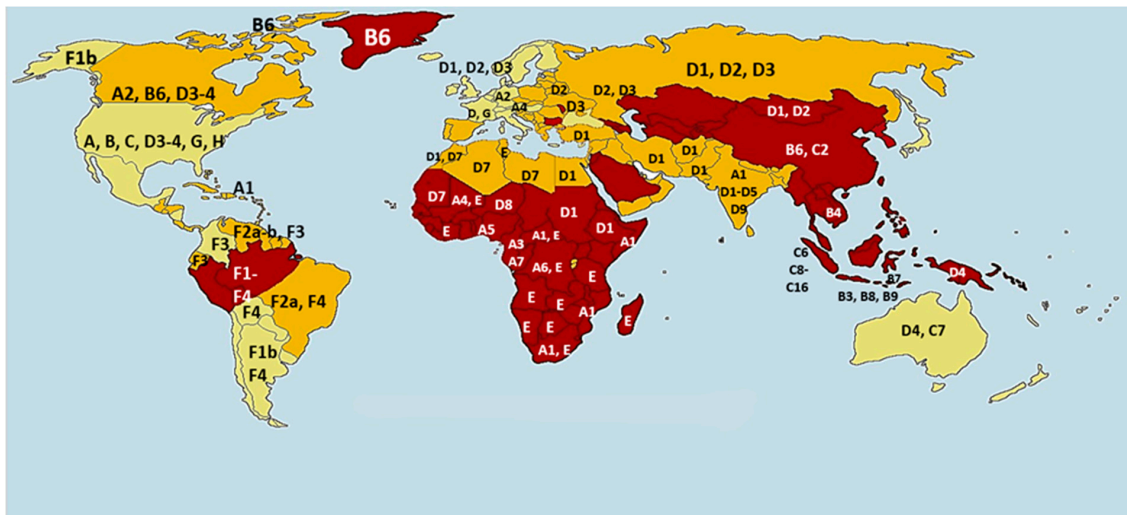 B6
B6
F1b
D1, D2, D3
D1, D2, D3
A2, B6, D3-4
A2
D2
D2, D3
A4
D3
D, G
D1, D2
A, B, C, D3-4, G, H
D1
B6, C2
D1, D7
E
D7
D7
D1
D1
D1
D1
A1
D1-D5
D9
A1
D7
A4, E
D8
D1
B4
F2a-b, F3
F3
F3
E
A5
A1, E
D1
A1
A3
A7
A6, E
E
C6
C8-
C16
B7
B3, B8, B9
D4
F1-
F4
F2a, F4
F4
E
E
A1
E
E
E
A1, E
D4, C7
F1b
F4